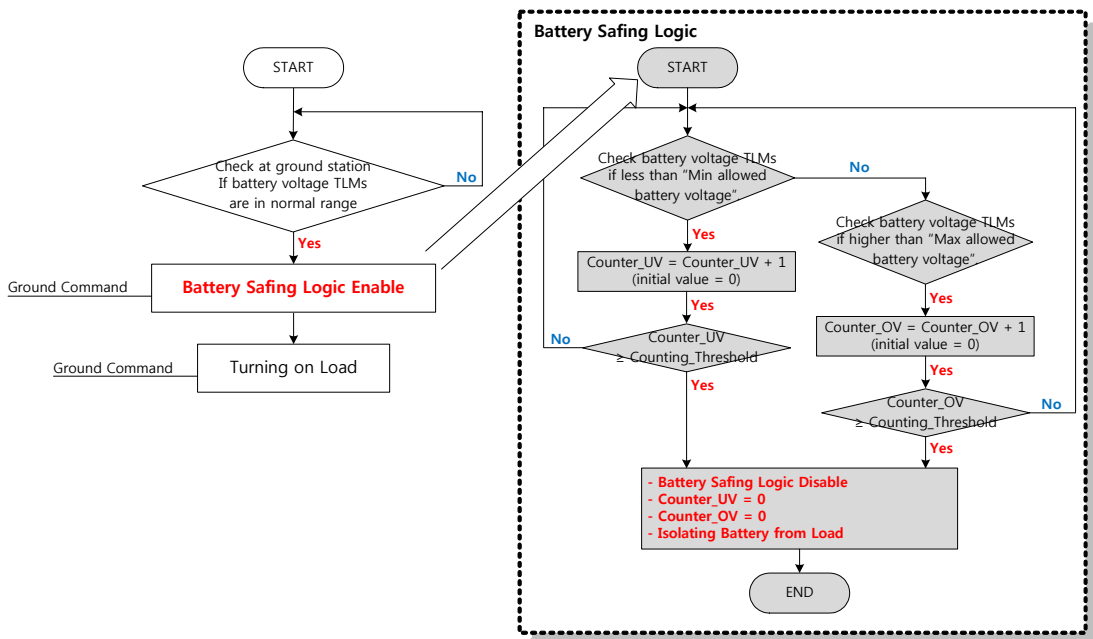 START
Check at ground station
If battery voltage TLMs
are in normal range
No
Yes
Ground Command
Battery Safing Logic Enable
Ground Command
Turning on Load
Battery Safing Logic
START
Check battery voltage TLMs
if less than "Min allowed
battery voltage".
No
Yes
Check battery voltage TLMs
if higher than "Max allowed
battery voltage".
Counter_UV = Counter_UV + 1
(initial value = 0)
Yes
Yes
Counter_OV = Counter_OV + 1
(initial value = 0)
No
Counter_UV
≥ Counting_Threshold
Yes
Yes
Counter_OV
≥ Counting_Threshold
No
Yes
- Battery Safing Logic Disable
- Counter_UV = 0
- Counter_OV = 0
- Isolating Battery from Load
END